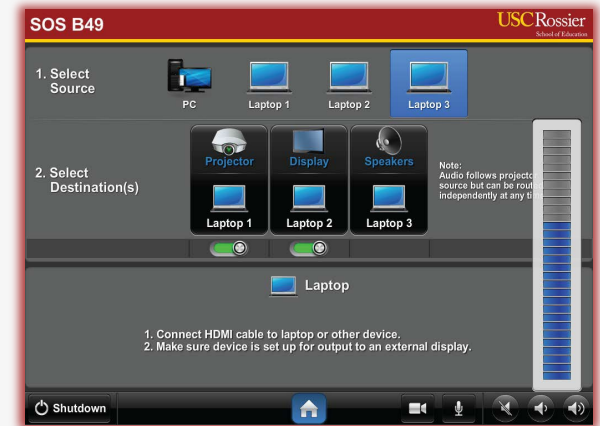 SOS B49
USC Rossier
School of Education
1. Select
Source
PC
Laptop 1
Laptop 2
Laptop 3
2. Select
Destination(s)
Projector
Display
Speakers
Laptop 1
Laptop 2
Laptop 3
Note:
Audio follows
source but can be
independently at any
Laptop
1. Connect HDMI cable to laptop or other device.
2. Make sure device is set up for output to an external display.
Shutdown